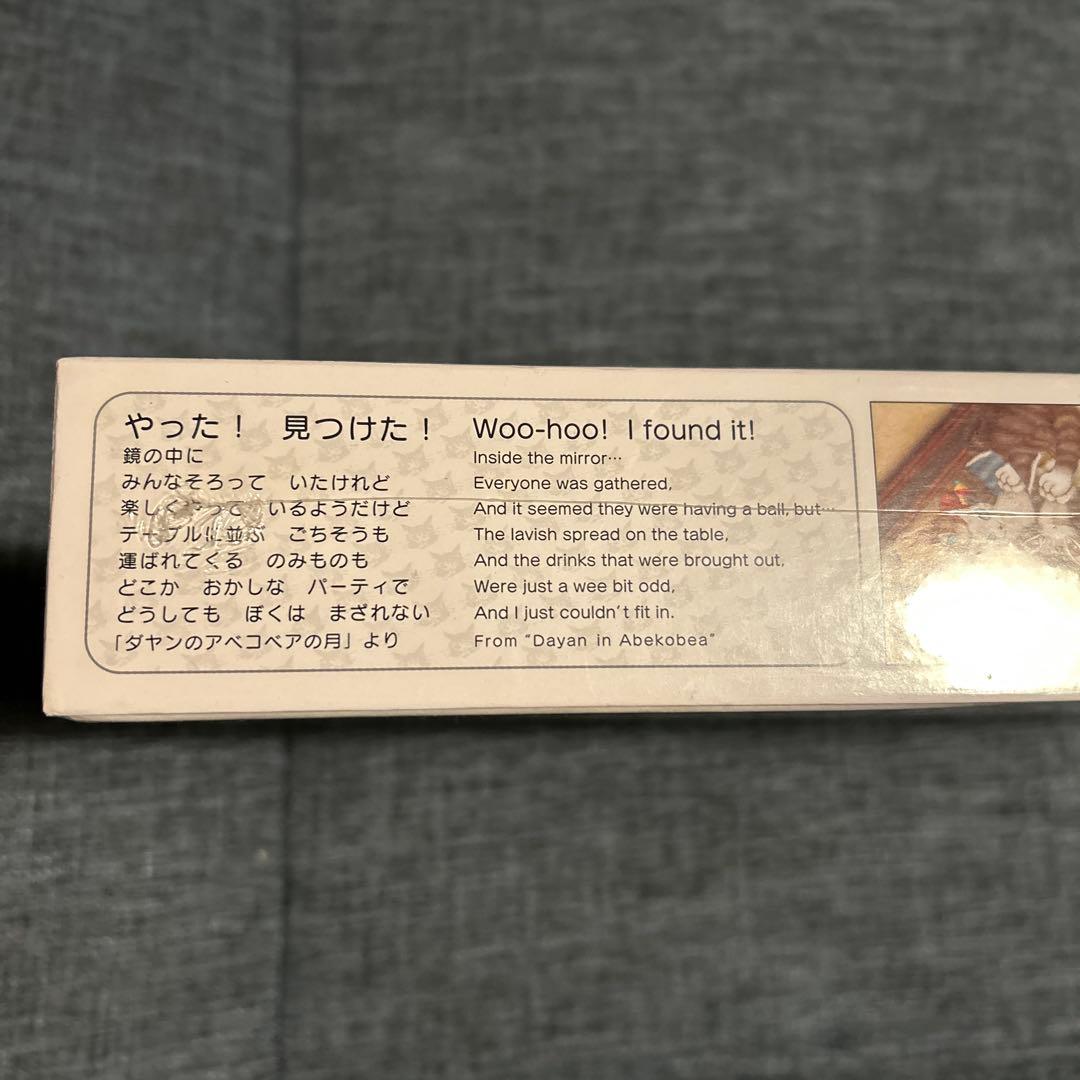 やった！　見つけた！
鏡の中に
みんなそろって　いたけれど
楽しくやって　いるようだけど
テーブルに並ぶ　ごちそうも
運ばれてくる　のみものも
どこか　おかしな　パーティで
どうしても　ぼくは　まざれない
「ダヤンのアベコベアの月」より
Woo-hoo! I found it!
Inside the mirror…
Everyone was gathered,
And it seemed they were having a ball, but…
The lavish spread on the table,
And the drinks that were brought out,
Were just a wee bit odd,
And I just couldn't fit in.
From "Dayan in Abekobea"